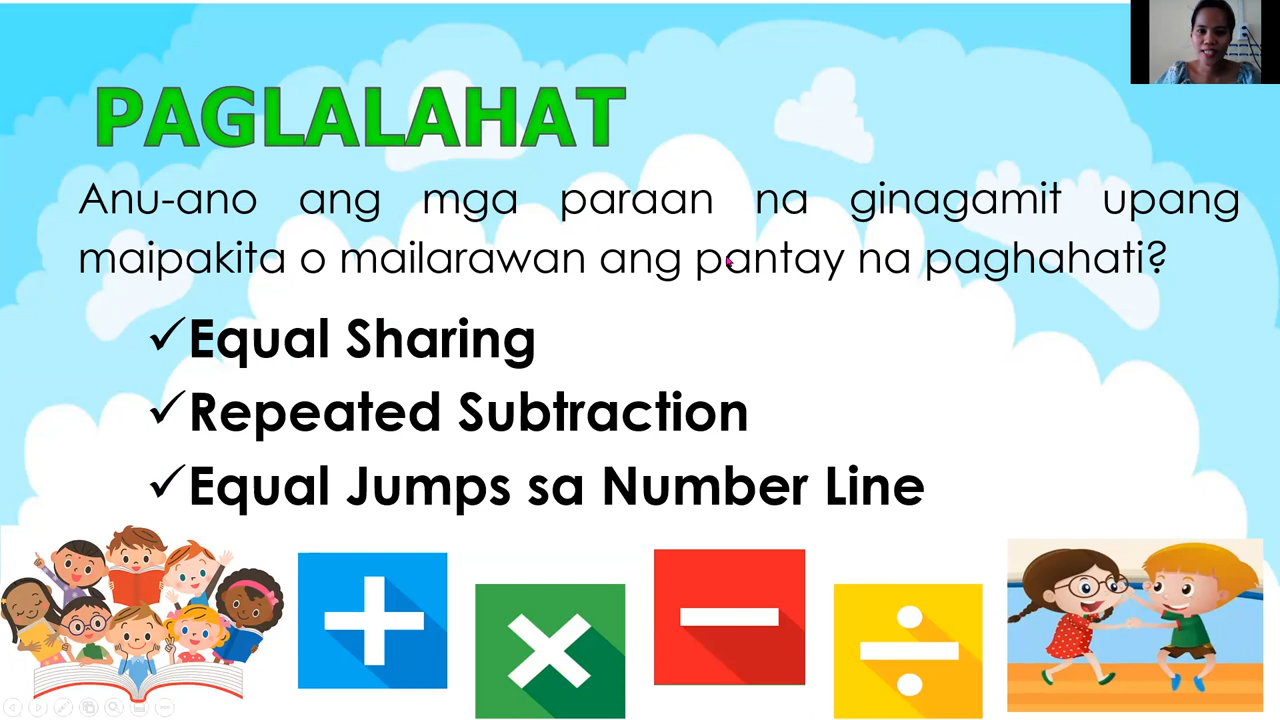 PAGLALAHAT
Anu-ano ang mga paraan na ginagamit upang
maipakita o mailarawan ang pantay na paghahati?
✓Equal Sharing
✓Repeated Subtraction
✓Equal Jumps sa Number Line